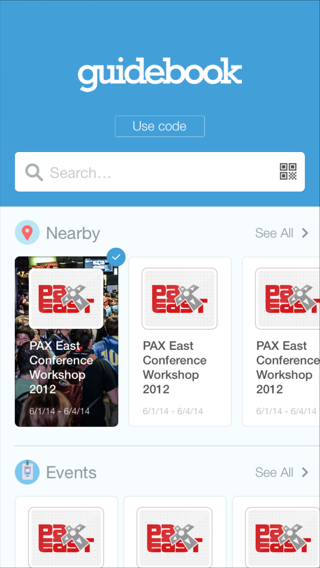 guidebook
Use code
Search...
Nearby
See All
PAX East
PAX East
PAX East
PAX East
Conference
Workshop
2012
6/1/14 - 6/4/14
PAX East
Conference
Workshop
2012
6/1/14 - 6/4/14
PAX East
Conference
Workshop
2012
6/1/14 - 6/4/14
Events
See All
PAX East
PAX East
PAX East